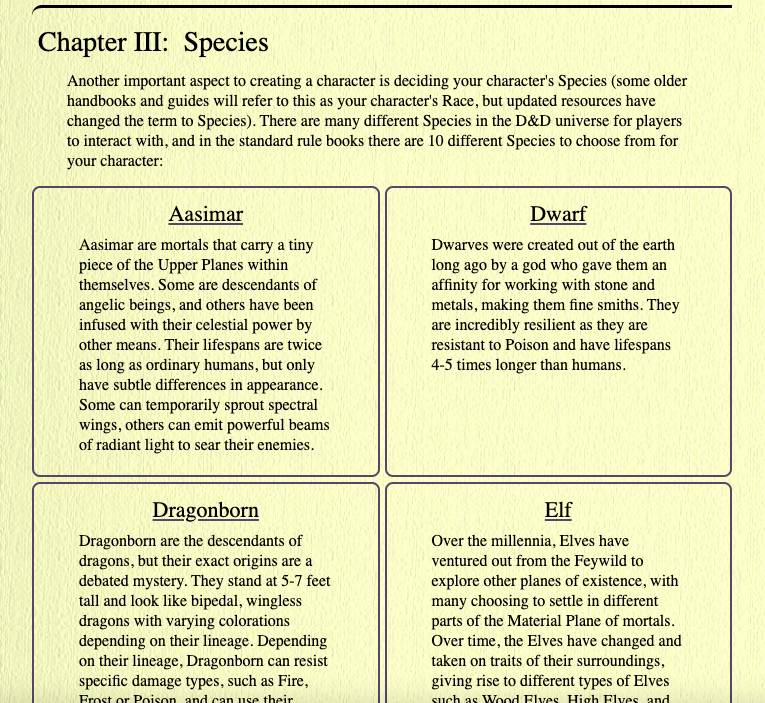 Chapter III:  Species
Another important aspect to creating a character is deciding your character's Species (some older
handbooks and guides will refer to this as your character's Race, but updated resources have
changed the term to Species). There are many different Species in the D&D universe for players
to interact with, and in the standard rule books there are 10 different Species to choose from for
your character:
Aasimar
Aasimar are mortals that carry a tiny
piece of the Upper Planes within
themselves. Some are descendants of
angelic beings, and others have been
infused with their celestial power by
other means. Their lifespans are twice
as long as ordinary humans, but only
have subtle differences in appearance.
Some can temporarily sprout spectral
wings, others can emit powerful beams
of radiant light to sear their enemies.
Dwarf
Dwarves were created out of the earth
long ago by a god who gave them an
affinity for working with stone and
metals, making them fine smiths. They
are incredibly resilient as they are
resistant to Poison and have lifespans
4-5 times longer than humans.
Dragonborn
Dragonborn are the descendants of
dragons, but their exact origins are a
debated mystery. They stand at 5-7 feet
tall and look like bipedal, wingless
dragons with varying colorations
depending on their lineage. Depending
on their lineage, Dragonborn can resist
specific damage types, such as Fire,
Frost or Poison, and can use their
Elf
Over the millennia, Elves have
ventured out from the Feywild to
explore other planes of existence, with
many choosing to settle in different
parts of the Material Plane of mortals.
Over time, the Elves have changed and
taken on traits of their surroundings,
giving rise to different types of Elves
such as Wood Elves, High Elves, and